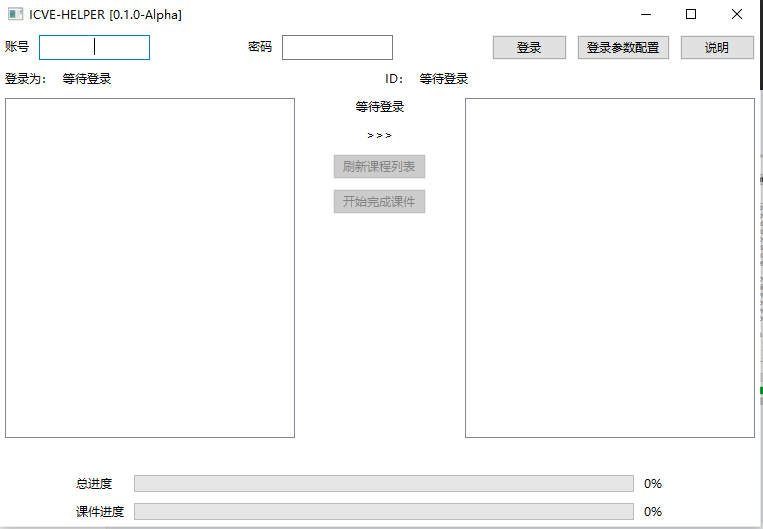 ICVE-HELPER [0.1.0-Alpha]
账号 密码 登录 登录参数配置 说明
登录为： 等待登录 ID： 等待登录
等待登录
>>>
刷新课程列表
开始完成课件
总进度 0%
课件进度 0%